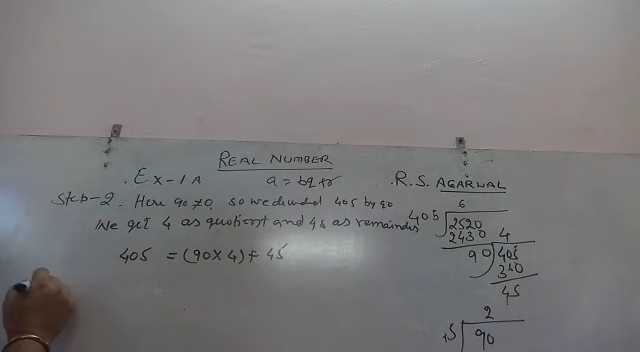 REAL NUMBER
Ex-1A a = bq+r R.S. AGARWAL
Step-2. Here 90 ≠ 0, so we divided 405 by 90
We get 4 as quotient and 45 as remainder
405 = (90 × 4) + 45
6
405 2520
2430 4
90 405
360
45
2
45 90